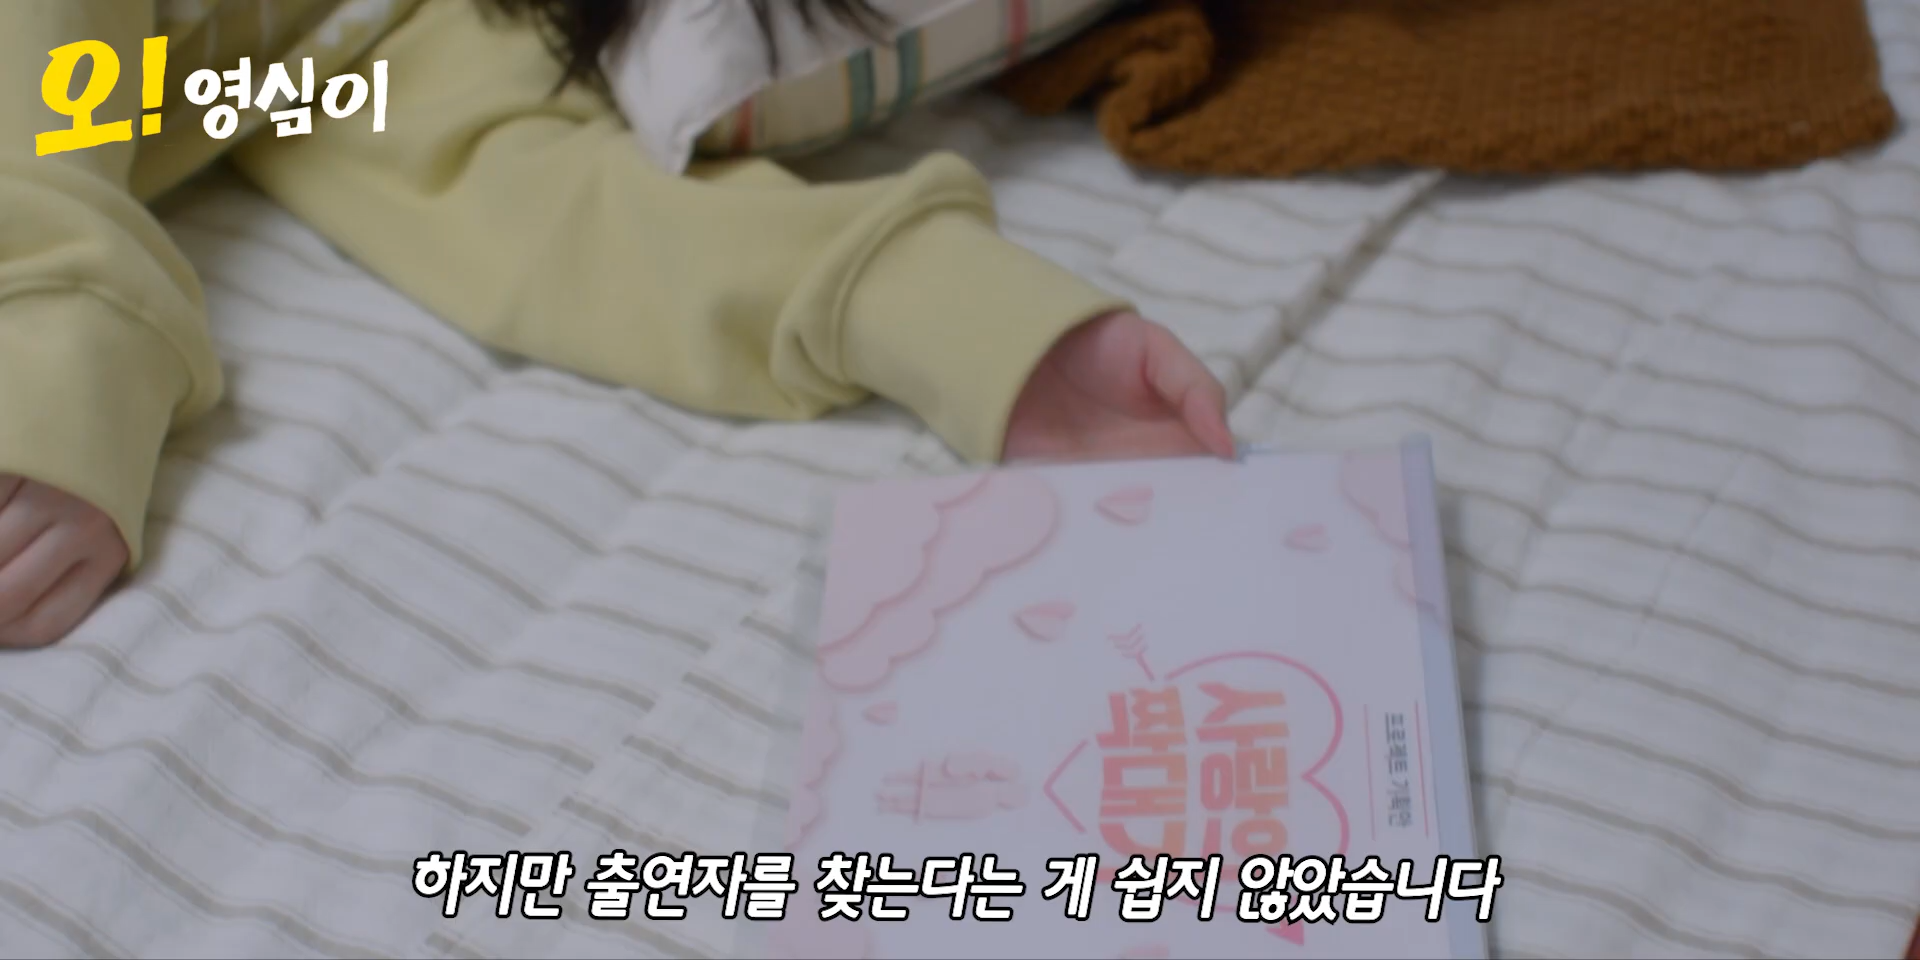 오! 영심이
프로젝트 기획안
사랑의
짝대기
하지만 출연자를 찾는다는 게 쉽지 않았습니다